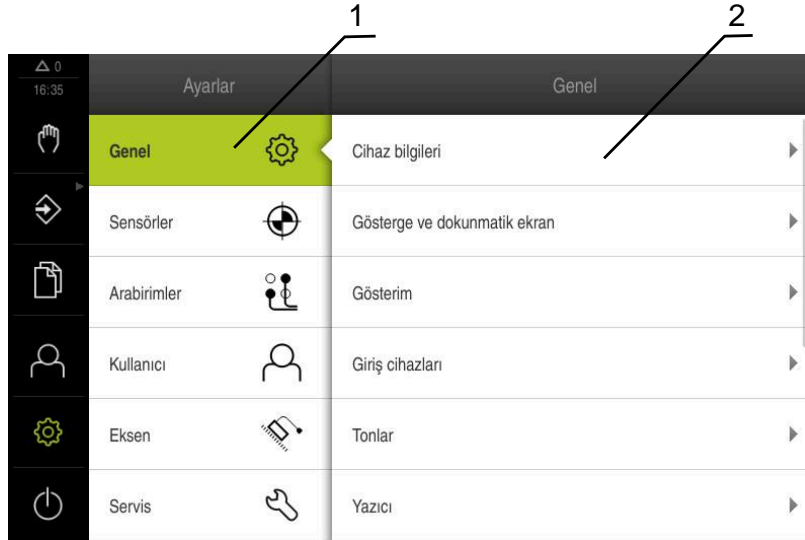 1
2
0
16:35
Ayarlar
Genel
Genel
Sensörler
Arabirimler
Kullanıcı
Eksen
Servis
Cihaz bilgileri
Gösterge ve dokunmatik ekran
Gösterim
Giriş cihazları
Tonlar
Yazıcı